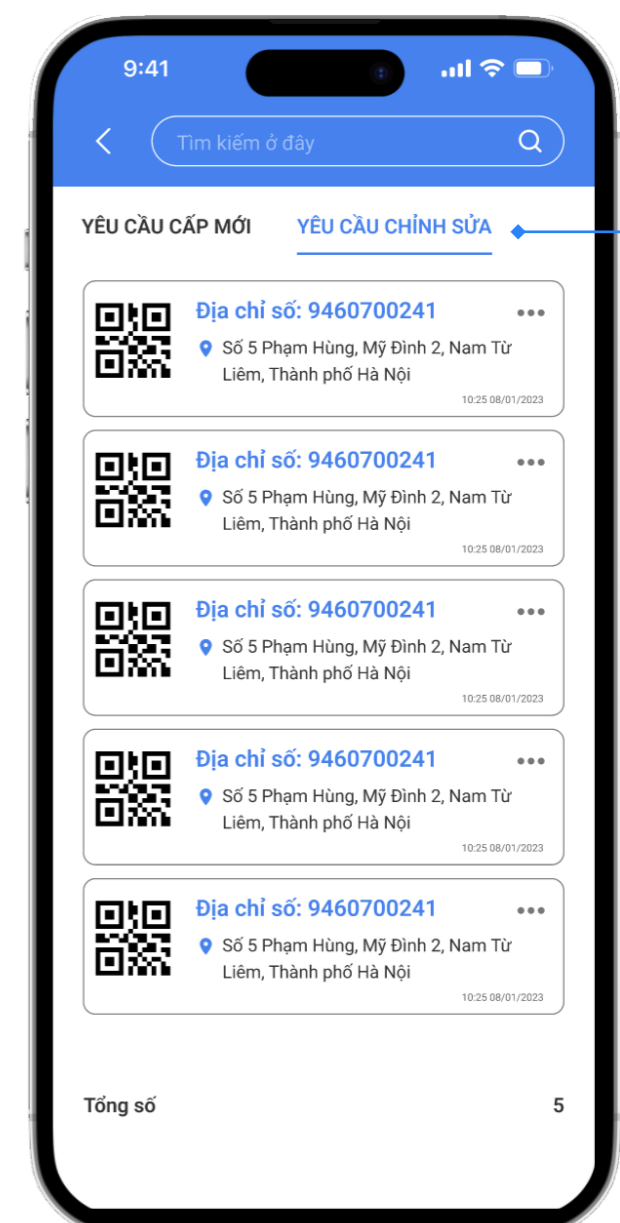 9:41
Tìm kiếm ở đây
YÊU CẦU CẤP MỚI
YÊU CẦU CHỈNH SỬA
Địa chỉ số: 9460700241
Số 5 Phạm Hùng, Mỹ Đình 2, Nam Từ
Liêm, Thành phố Hà Nội
10:25 08/01/2023
Địa chỉ số: 9460700241
Số 5 Phạm Hùng, Mỹ Đình 2, Nam Từ
Liêm, Thành phố Hà Nội
10:25 08/01/2023
Địa chỉ số: 9460700241
Số 5 Phạm Hùng, Mỹ Đình 2, Nam Từ
Liêm, Thành phố Hà Nội
10:25 08/01/2023
Địa chỉ số: 9460700241
Số 5 Phạm Hùng, Mỹ Đình 2, Nam Từ
Liêm, Thành phố Hà Nội
10:25 08/01/2023
Địa chỉ số: 9460700241
Số 5 Phạm Hùng, Mỹ Đình 2, Nam Từ
Liêm, Thành phố Hà Nội
10:25 08/01/2023
Tổng số 5